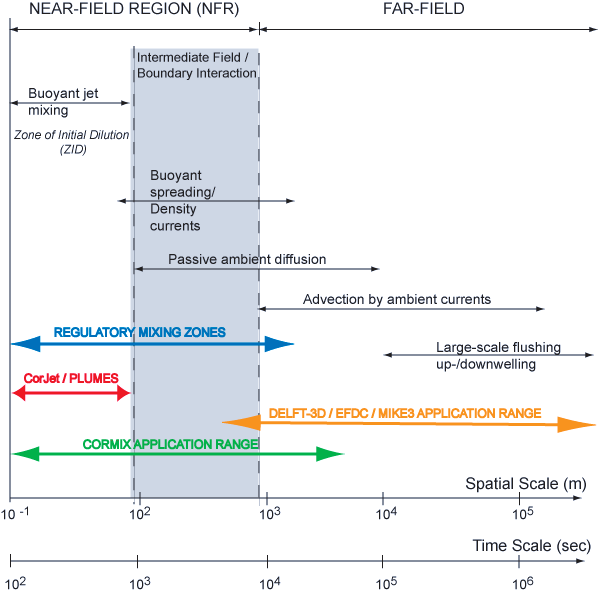 NEAR-FIELD REGION (NFR)
FAR-FIELD
Intermediate Field /
Boundary Interaction
Buoyant jet
mixing
Zone of Initial Dilution
(ZID)
Buoyant
spreading/
Density
currents
Passive ambient diffusion
Advection by ambient currents
REGULATORY MIXING ZONES
Large-scale flushing
up-/downwelling
CorJet / PLUMES
DELFT-3D / EFDC / MIKE3 APPLICATION RANGE
CORMIX APPLICATION RANGE
Spatial Scale (m)
10 -1 10² 10³ 10⁴ 10⁵
Time Scale (sec)
10² 10³ 10⁴ 10⁵ 10⁶